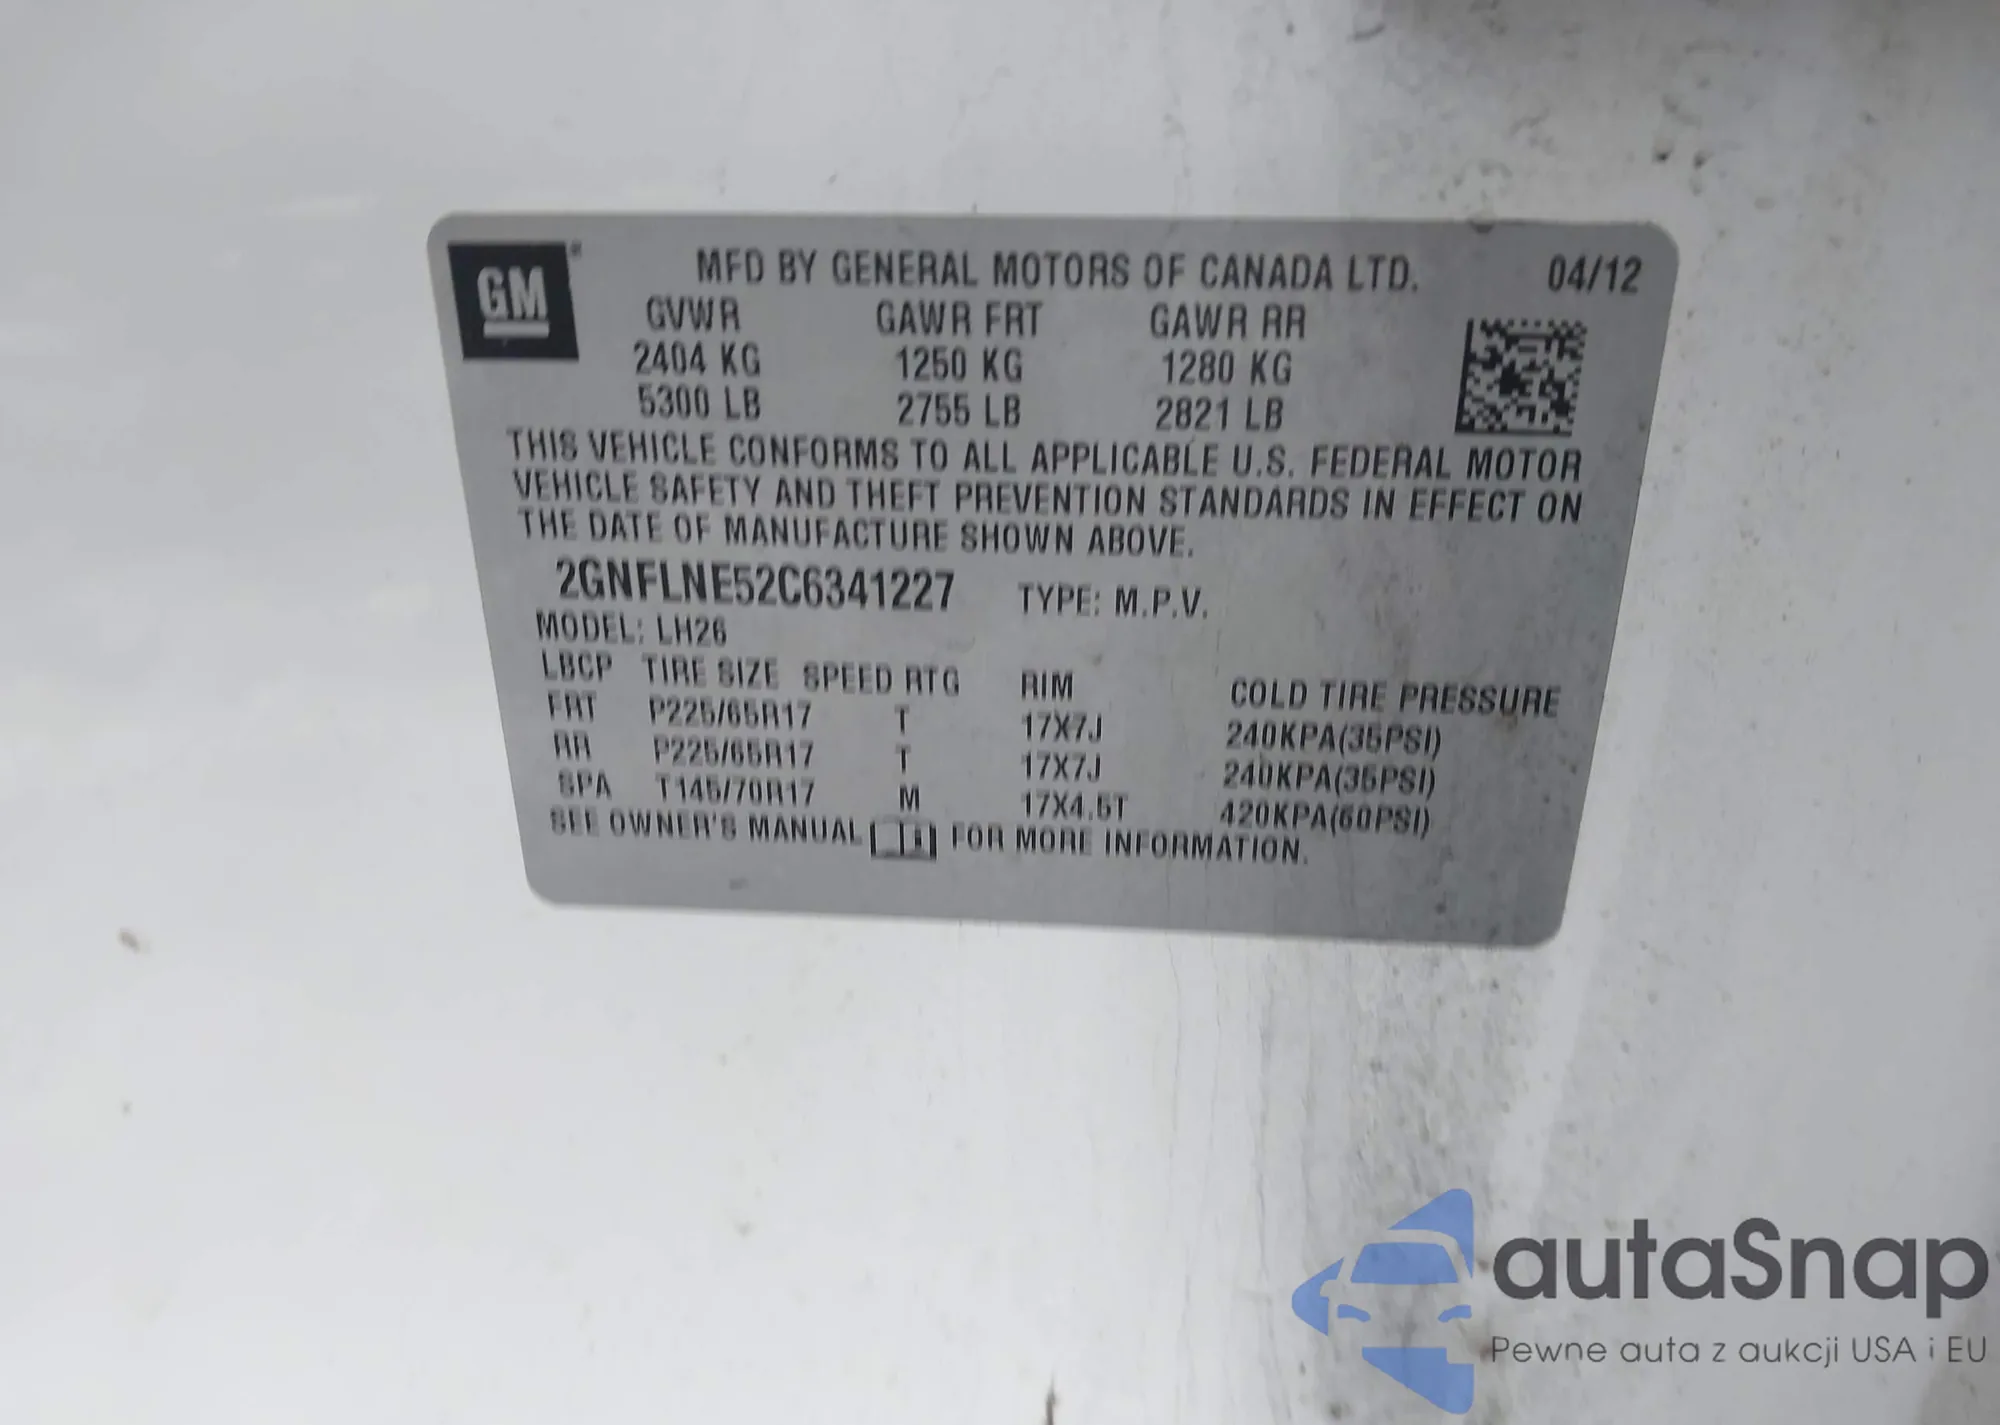 GM
MFD BY GENERAL MOTORS OF CANADA LTD. 04/12
GVWR GAWR FRT GAWR RR
2404 KG 1250 KG 1280 KG
5300 LB 2755 LB 2821 LB
THIS VEHICLE CONFORMS TO ALL APPLICABLE U.S. FEDERAL MOTOR
VEHICLE SAFETY AND THEFT PREVENTION STANDARDS IN EFFECT ON
THE DATE OF MANUFACTURE SHOWN ABOVE.
2GNFLNE52C6341227 TYPE: M.P.V.
MODEL: LH26
LBCP TIRE SIZE SPEED RTG RIM COLD TIRE PRESSURE
FRT P225/65R17 T 17X7J 240KPA(35PSI)
RR P225/65R17 T 17X7J 240KPA(35PSI)
SPA T145/70R17 M 17X4.5T 420KPA(60PSI)
SEE OWNER'S MANUAL FOR MORE INFORMATION.
autaSnap
Pewne auta z aukcji USA i EU